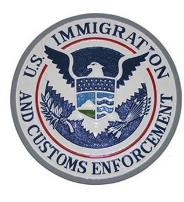 U.S. IMMIGRATION
AND CUSTOMS ENFORCEMENT